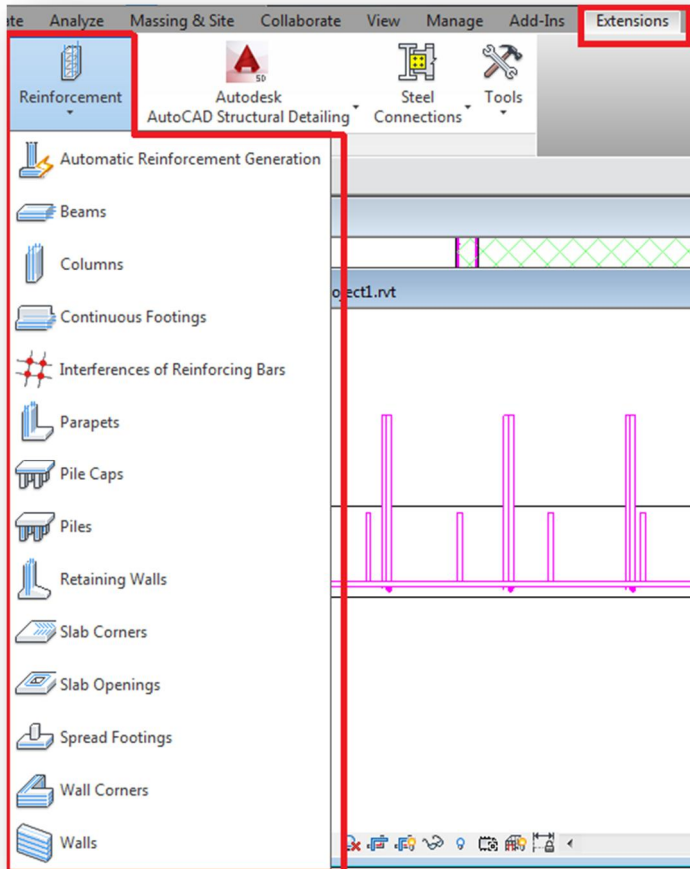 ate Analyze Massing & Site Collaborate View Manage Add-Ins Extensions
Reinforcement
5D
Autodesk
AutoCAD Structural Detailing
Steel
Connections
Tools
Automatic Reinforcement Generation
Beams
Columns
Continuous Footings
oject1.rvt
Interferences of Reinforcing Bars
Parapets
Pile Caps
Piles
Retaining Walls
Slab Corners
Slab Openings
Spread Footings
Wall Corners
Walls